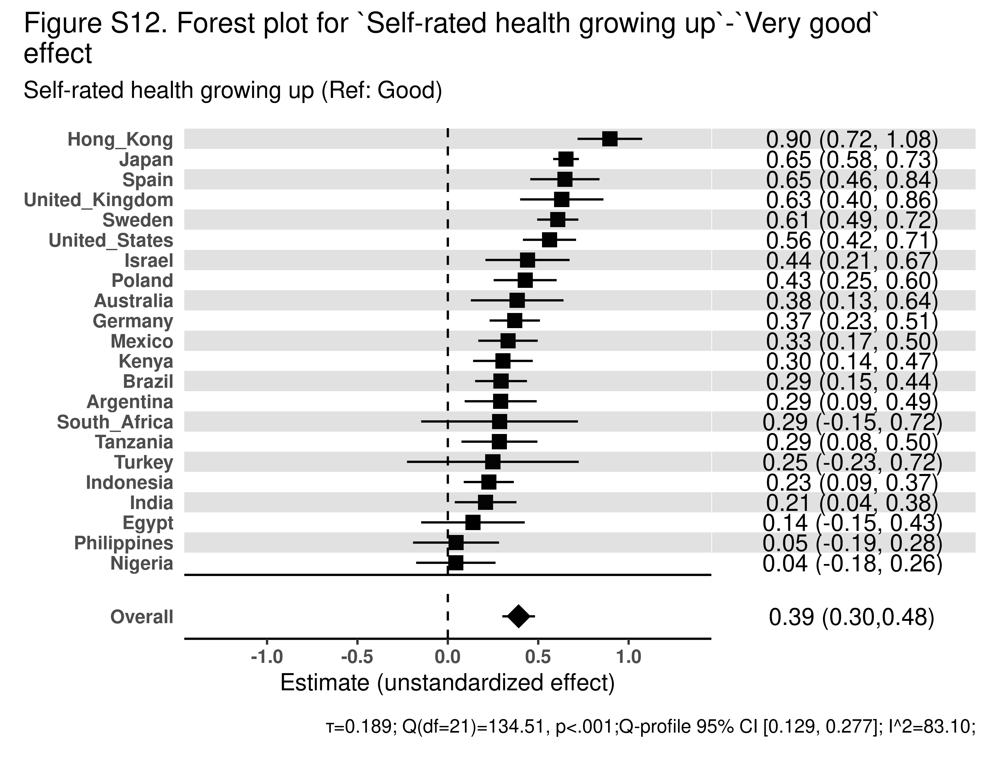 Figure S12. Forest plot for `Self-rated health growing up`-`Very good`
effect
Self-rated health growing up (Ref: Good)
Hong_Kong 0.90 (0.72, 1.08)
Japan 0.65 (0.58, 0.73)
Spain 0.65 (0.46, 0.84)
United_Kingdom 0.63 (0.40, 0.86)
Sweden 0.61 (0.49, 0.72)
United_States 0.56 (0.42, 0.71)
Israel 0.44 (0.21, 0.67)
Poland 0.43 (0.25, 0.60)
Australia 0.38 (0.13, 0.64)
Germany 0.37 (0.23, 0.51)
Mexico 0.33 (0.17, 0.50)
Kenya 0.30 (0.14, 0.47)
Brazil 0.29 (0.15, 0.44)
Argentina 0.29 (0.09, 0.49)
South_Africa 0.29 (-0.15, 0.72)
Tanzania 0.29 (0.08, 0.50)
Turkey 0.25 (-0.23, 0.72)
Indonesia 0.23 (0.09, 0.37)
India 0.21 (0.04, 0.38)
Egypt 0.14 (-0.15, 0.43)
Philippines 0.05 (-0.19, 0.28)
Nigeria 0.04 (-0.18, 0.26)
Overall 0.39 (0.30,0.48)
-1.0 -0.5 0.0 0.5 1.0
Estimate (unstandardized effect)
τ=0.189; Q(df=21)=134.51, p<.001;Q-profile 95% CI [0.129, 0.277]; I^2=83.10;